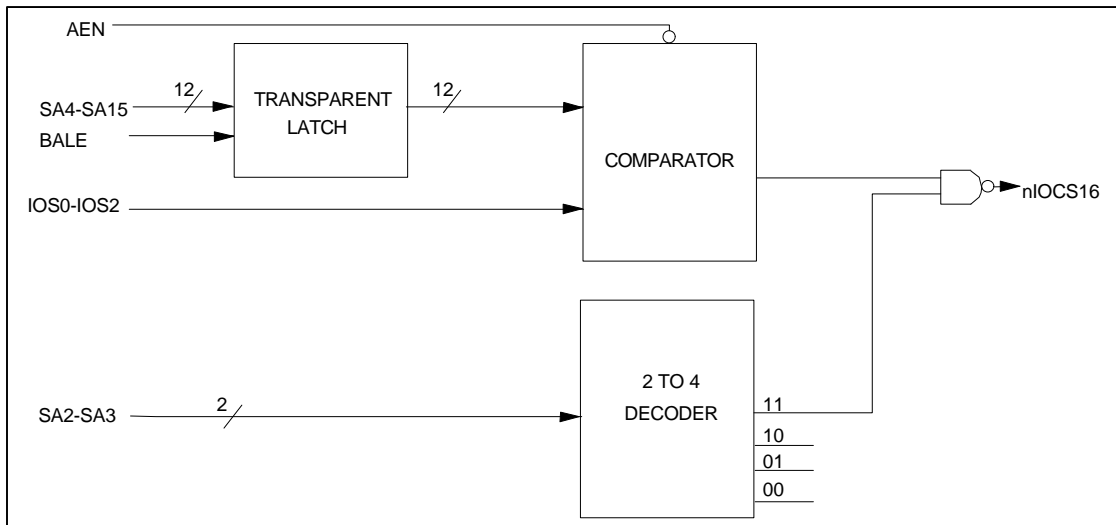 AEN
12
12
SA4-SA15
TRANSPARENT
LATCH
BALE
COMPARATOR
IOS0-IOS2
nIOCS16
2 TO 4
DECODER
2
SA2-SA3
11
10
01
00